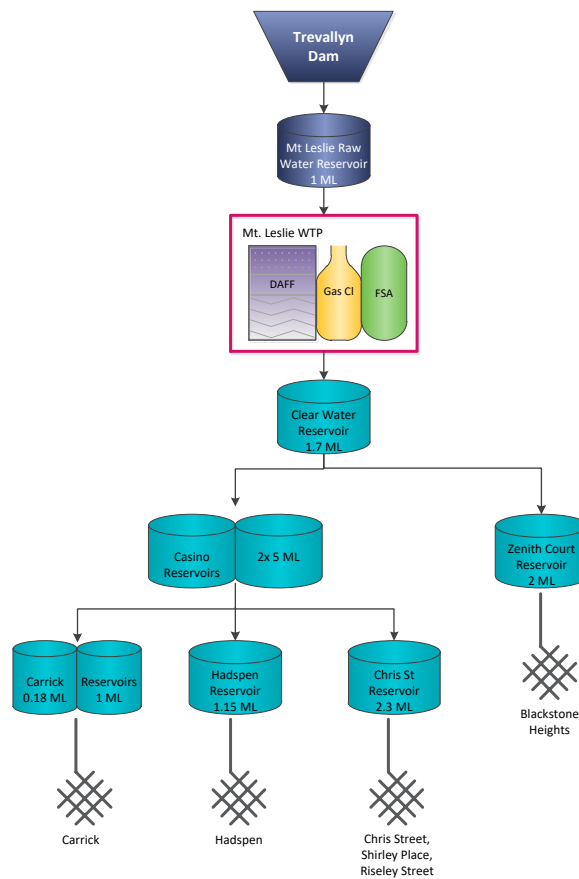 Trevallyn
Dam
Mt Leslie Raw
Water Reservoir
1 ML
Mt. Leslie WTP
DAFF
Gas Cl
FSA
Clear Water
Reservoir
1.7 ML
Casino
Reservoirs
2x 5 ML
Zenith Court
Reservoir
2 ML
Carrick
0.18 ML
Reservoirs
1 ML
Hadspen
Reservoir
1.15 ML
Chris St
Reservoir
2.3 ML
Blackstone
Heights
Carrick
Hadspen
Chris Street,
Shirley Place,
Riseley Street